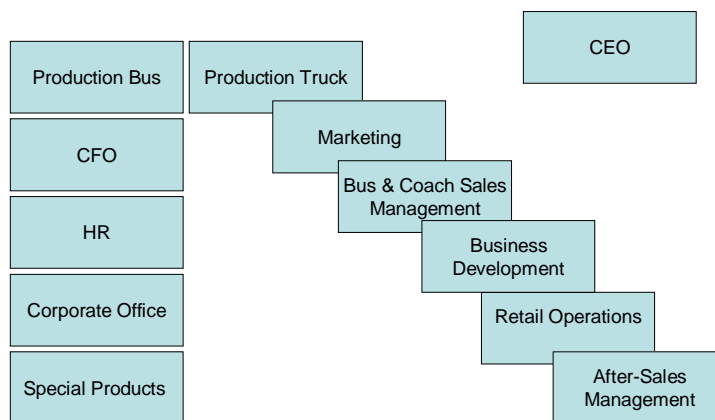 CEO
Production Bus
Production Truck
Marketing
CFO
Bus & Coach Sales
Management
HR
Business
Development
Corporate Office
Retail Operations
Special Products
After-Sales
Management